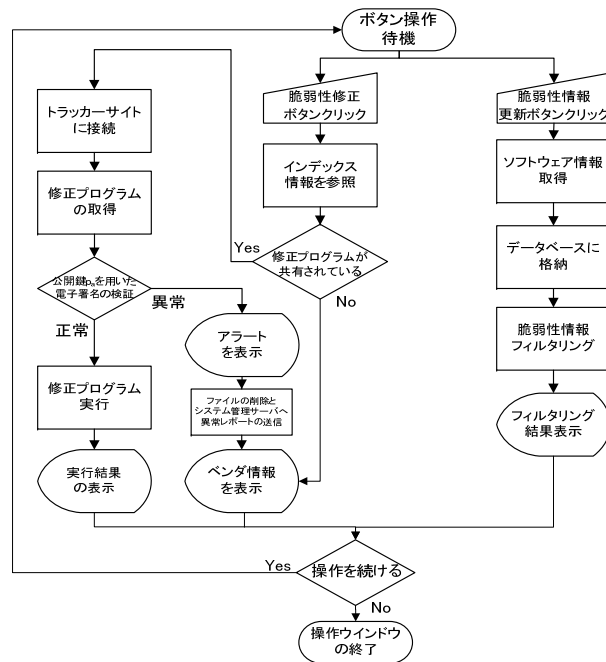 ボタン操作
待機
脆弱性修正
ボタンクリック
脆弱性情報
更新ボタンクリック
トラッカーサイト
に接続
インデックス
情報を参照
ソフトウェア情報
取得
修正プログラム
の取得
Yes
修正プログラムが
共有されている
No
データベースに
格納
公開鍵pₙを用いた
電子署名の検証
異常
正常
アラート
を表示
脆弱性情報
フィルタリング
修正プログラム
実行
ファイルの削除と
システム管理サーバへ
異常レポートの送信
フィルタリング
結果表示
実行結果
の表示
ベンダ情報
を表示
Yes
操作を続ける
No
操作ウインドウ
の終了